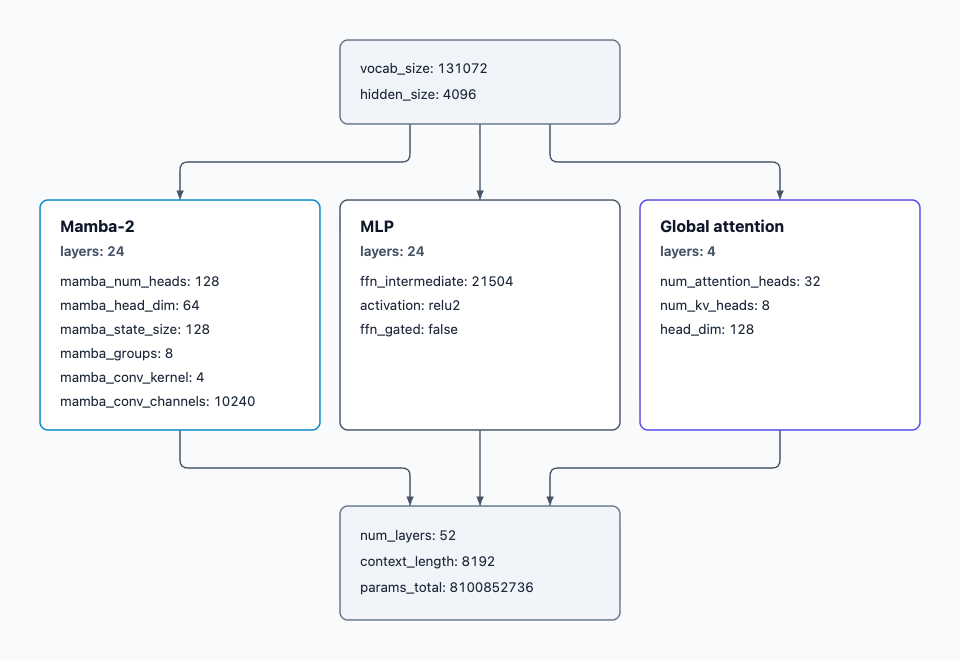 vocab_size: 131072
hidden_size: 4096
Mamba-2
layers: 24
mamba_num_heads: 128
mamba_head_dim: 64
mamba_state_size: 128
mamba_groups: 8
mamba_conv_kernel: 4
mamba_conv_channels: 10240
MLP
layers: 24
ffn_intermediate: 21504
activation: relu2
ffn_gated: false
Global attention
layers: 4
num_attention_heads: 32
num_kv_heads: 8
head_dim: 128
num_layers: 52
context_length: 8192
params_total: 8100852736